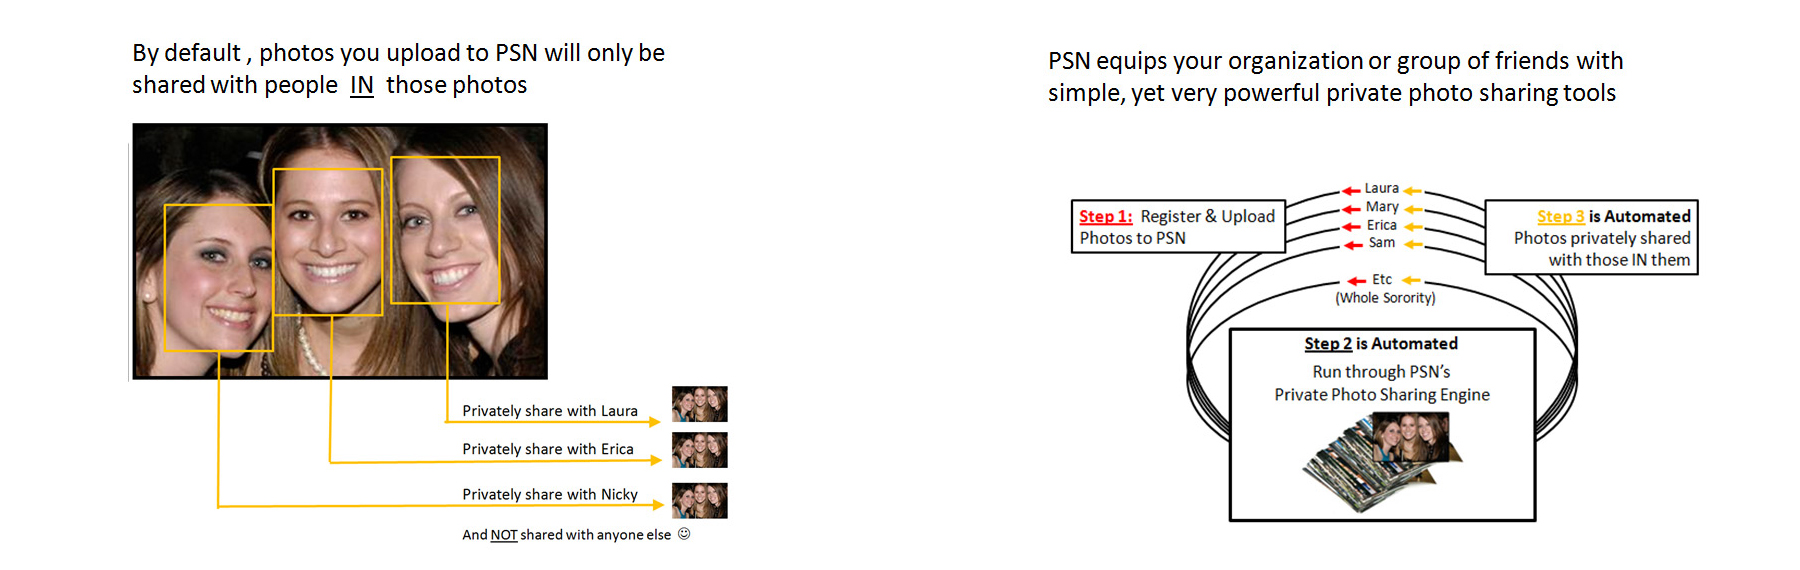 By default , photos you upload to PSN will only be
shared with people IN those photos
Privately share with Laura
Privately share with Erica
Privately share with Nicky
And NOT shared with anyone else ☺
PSN equips your organization or group of friends with
simple, yet very powerful private photo sharing tools
Step 1: Register & Upload
Photos to PSN
Laura
Mary
Erica
Sam
Etc
(Whole Sorority)
Step 3 is Automated
Photos privately shared
with those IN them
Step 2 is Automated
Run through PSN’s
Private Photo Sharing Engine